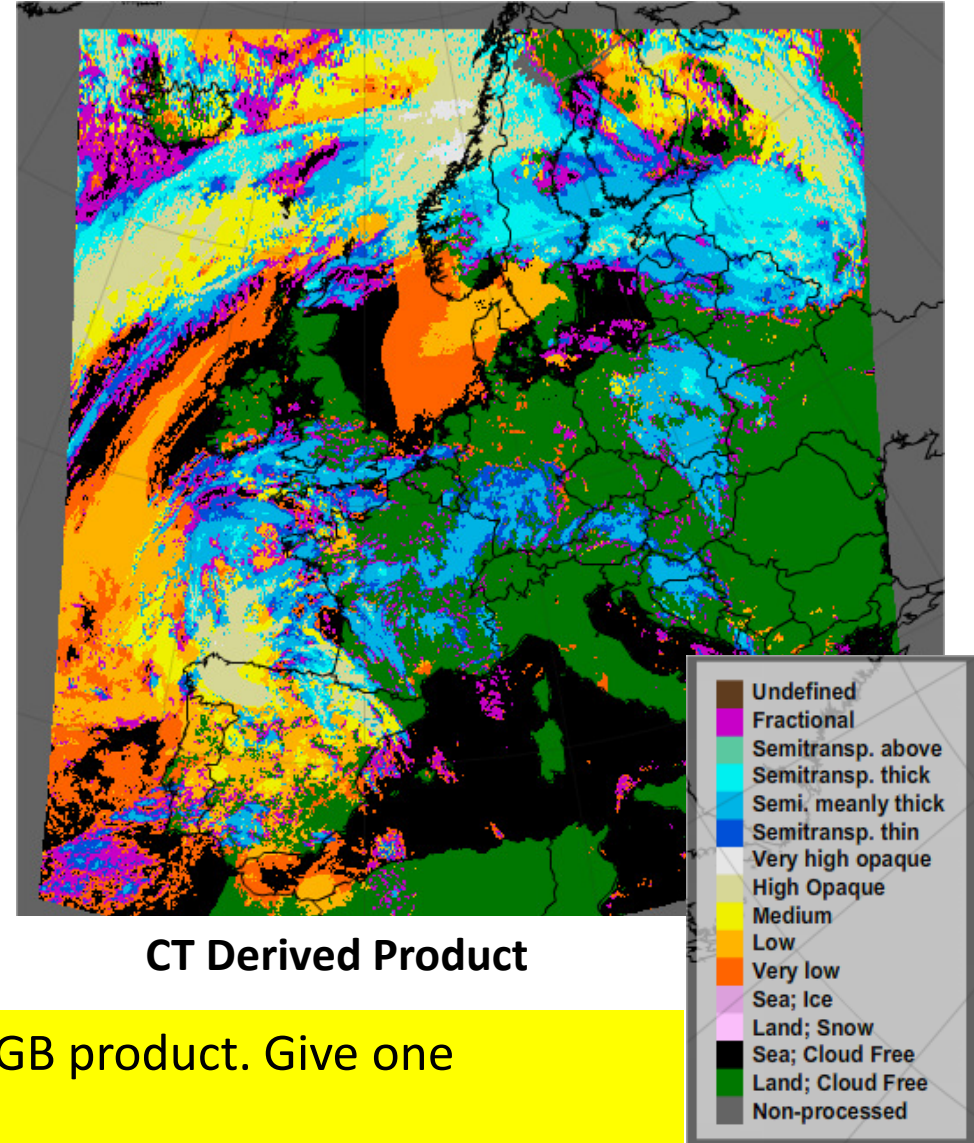 Undefined
Fractional
Semitransp. above
Semitransp. thick
Semi. meanly thick
Semitransp. thin
Very high opaque
High Opaque
Medium
Low
Very low
Sea; Ice
Land; Snow
Sea; Cloud Free
Land; Cloud Free
Non-processed
CT Derived Product
GB product. Give one